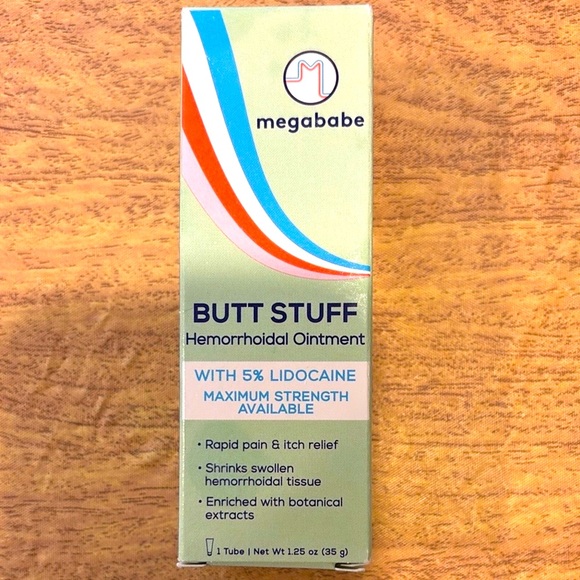 M
megababe
BUTT STUFF
Hemorrhoidal Ointment
WITH 5% LIDOCAINE
MAXIMUM STRENGTH
AVAILABLE
• Rapid pain & itch relief
• Shrinks swollen
hemorrhoidal tissue
• Enriched with botanical
extracts
1 Tube | Net Wt 1.25 oz (35 g)